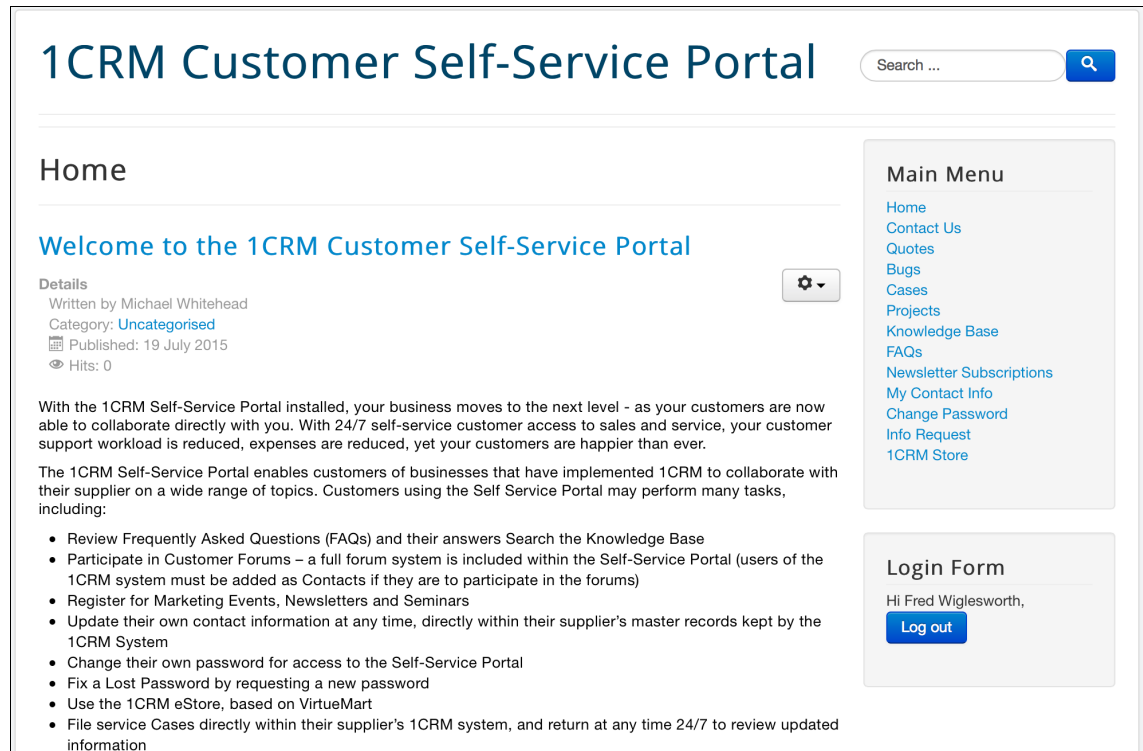 1CRM Customer Self-Service Portal
Search ...
Home
Welcome to the 1CRM Customer Self-Service Portal
Details
Written by Michael Whitehead
Category: Uncategorised
Published: 19 July 2015
Hits: 0
With the 1CRM Self-Service Portal installed, your business moves to the next level - as your customers are now
able to collaborate directly with you. With 24/7 self-service customer access to sales and service, your customer
support workload is reduced, expenses are reduced, yet your customers are happier than ever.
The 1CRM Self-Service Portal enables customers of businesses that have implemented 1CRM to collaborate with
their supplier on a wide range of topics. Customers using the Self Service Portal may perform many tasks,
including:
• Review Frequently Asked Questions (FAQs) and their answers Search the Knowledge Base
• Participate in Customer Forums – a full forum system is included within the Self-Service Portal (users of the
1CRM system must be added as Contacts if they are to participate in the forums)
• Register for Marketing Events, Newsletters and Seminars
• Update their own contact information at any time, directly within their supplier's master records kept by the
1CRM System
• Change their own password for access to the Self-Service Portal
• Fix a Lost Password by requesting a new password
• Use the 1CRM eStore, based on VirtueMart
• File service Cases directly within their supplier's 1CRM system, and return at any time 24/7 to review updated
information
Main Menu
Home
Contact Us
Quotes
Bugs
Cases
Projects
Knowledge Base
FAQs
Newsletter Subscriptions
My Contact Info
Change Password
Info Request
1CRM Store
Login Form
Hi Fred Wiglesworth,
Log out